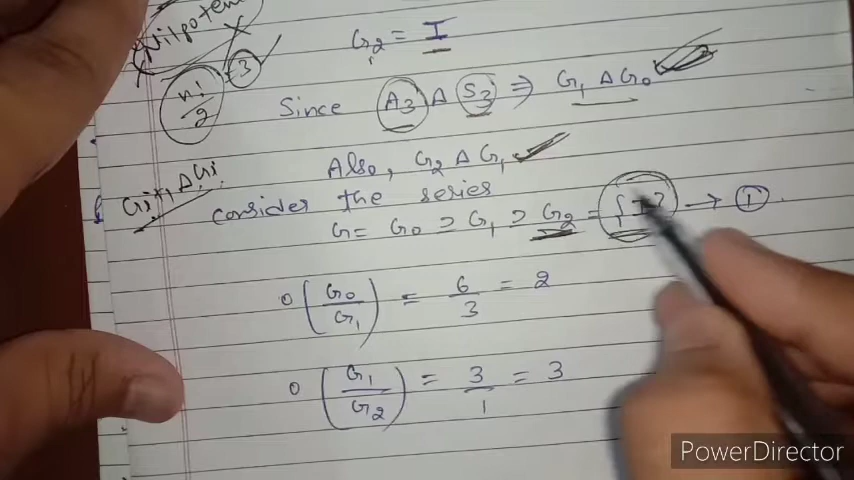 Nilpotent
G₂ = I
n!/2 = 3
Since A₃ Δ S₃ ⇒ G₁ Δ G₀
Also, G₂ Δ G₁
Gi+1 Δ Gi
consider the series
G = G₀ ⊃ G₁ ⊃ G₂ = {I} → ①
o(G₀/G₁) = 6/3 = 2
o(G₁/G₂) = 3/1 = 3
PowerDirector